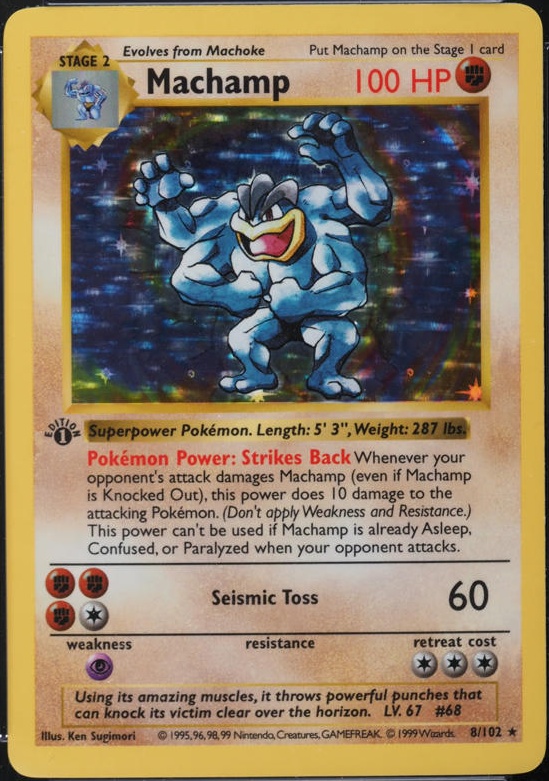 Evolves from Machoke
Put Machamp on the Stage 1 card
STAGE 2
Machamp
100 HP
EDITION
1
Superpower Pokémon. Length: 5' 3", Weight: 287 lbs.
Pokémon Power: Strikes Back Whenever your
opponent's attack damages Machamp (even if Machamp
is Knocked Out), this power does 10 damage to the
attacking Pokémon. (Don't apply Weakness and Resistance.)
This power can't be used if Machamp is already Asleep,
Confused, or Paralyzed when your opponent attacks.
Seismic Toss
60
weakness
resistance
retreat cost
Using its amazing muscles, it throws powerful punches that
can knock its victim clear over the horizon. LV. 67 #68
Illus. Ken Sugimori
© 1995, 96, 98, 99 Nintendo, Creatures, GAMEFREAK. © 1999 Wizards.
8/102 ★